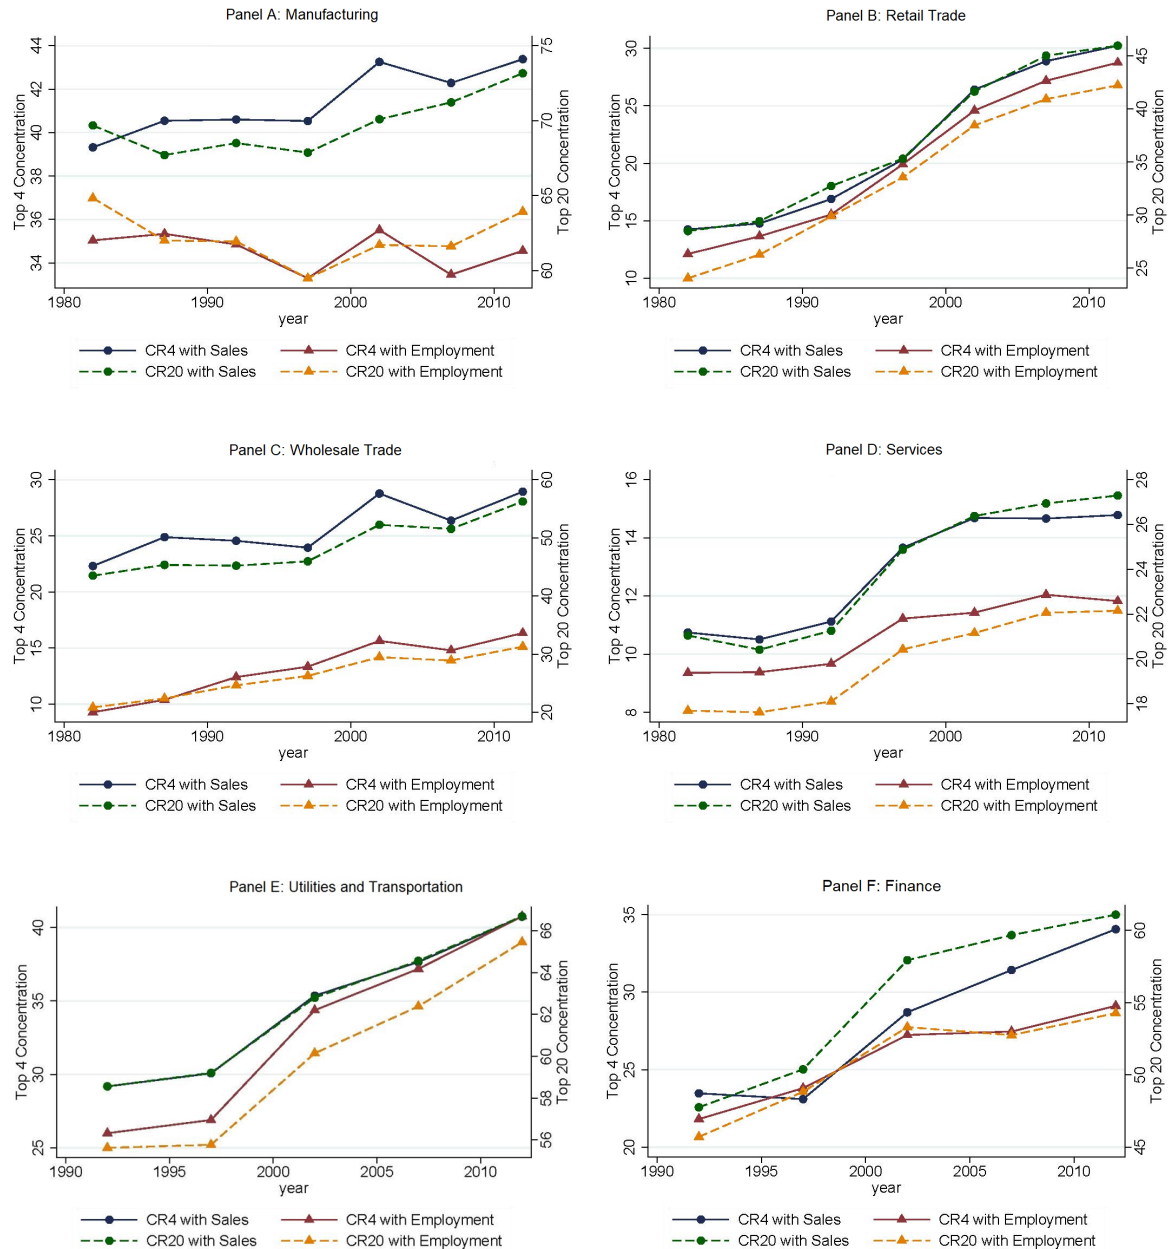 Panel A: Manufacturing
Top 4 Concentration
44
42
40
38
36
34
75
70
65
60
Top 20 Concentration
1980 1990 2000 2010
year
CR4 with Sales CR4 with Employment
CR20 with Sales CR20 with Employment
Panel B: Retail Trade
Top 4 Concentration
30
25
20
15
10
45
40
35
30
25
Top 20 Concentration
1980 1990 2000 2010
year
CR4 with Sales CR4 with Employment
CR20 with Sales CR20 with Employment
Panel C: Wholesale Trade
Top 4 Concentration
30
25
20
15
10
60
50
40
30
20
Top 20 Concentration
1980 1990 2000 2010
year
CR4 with Sales CR4 with Employment
CR20 with Sales CR20 with Employment
Panel D: Services
Top 4 Concentration
16
14
12
10
8
28
26
24
22
20
18
Top 20 Concentration
1980 1990 2000 2010
year
CR4 with Sales CR4 with Employment
CR20 with Sales CR20 with Employment
Panel E: Utilities and Transportation
Top 4 Concentration
40
35
30
25
66
64
62
60
58
56
Top 20 Concentration
1990 1995 2000 2005 2010
year
CR4 with Sales CR4 with Employment
CR20 with Sales CR20 with Employment
Panel F: Finance
Top 4 Concentration
35
30
25
20
60
55
50
45
Top 20 Concentration
1990 1995 2000 2005 2010
year
CR4 with Sales CR4 with Employment
CR20 with Sales CR20 with Employment